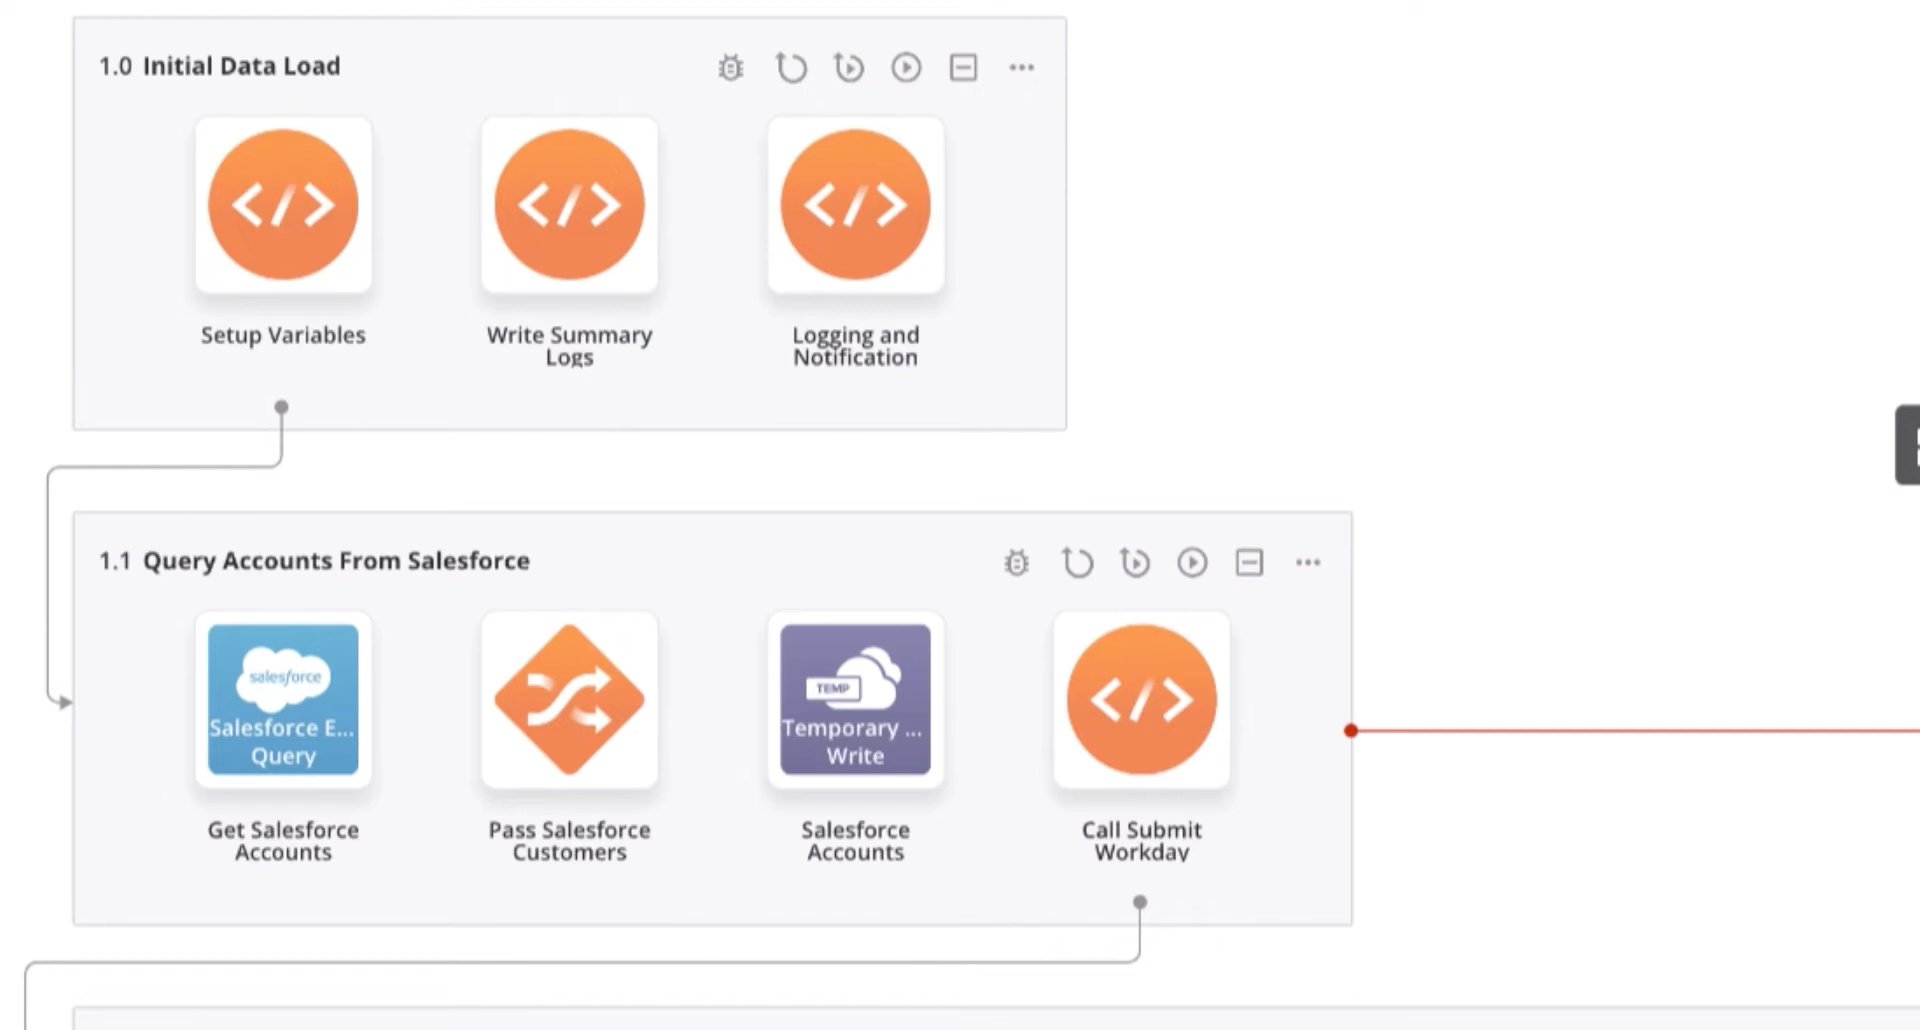 1.0 Initial Data Load
Setup Variables
Write Summary
Logs
Logging and
Notification
1.1 Query Accounts From Salesforce
salesforce
Salesforce E...
Query
TEMP
Temporary ...
Write
Get Salesforce
Accounts
Pass Salesforce
Customers
Salesforce
Accounts
Call Submit
Workday